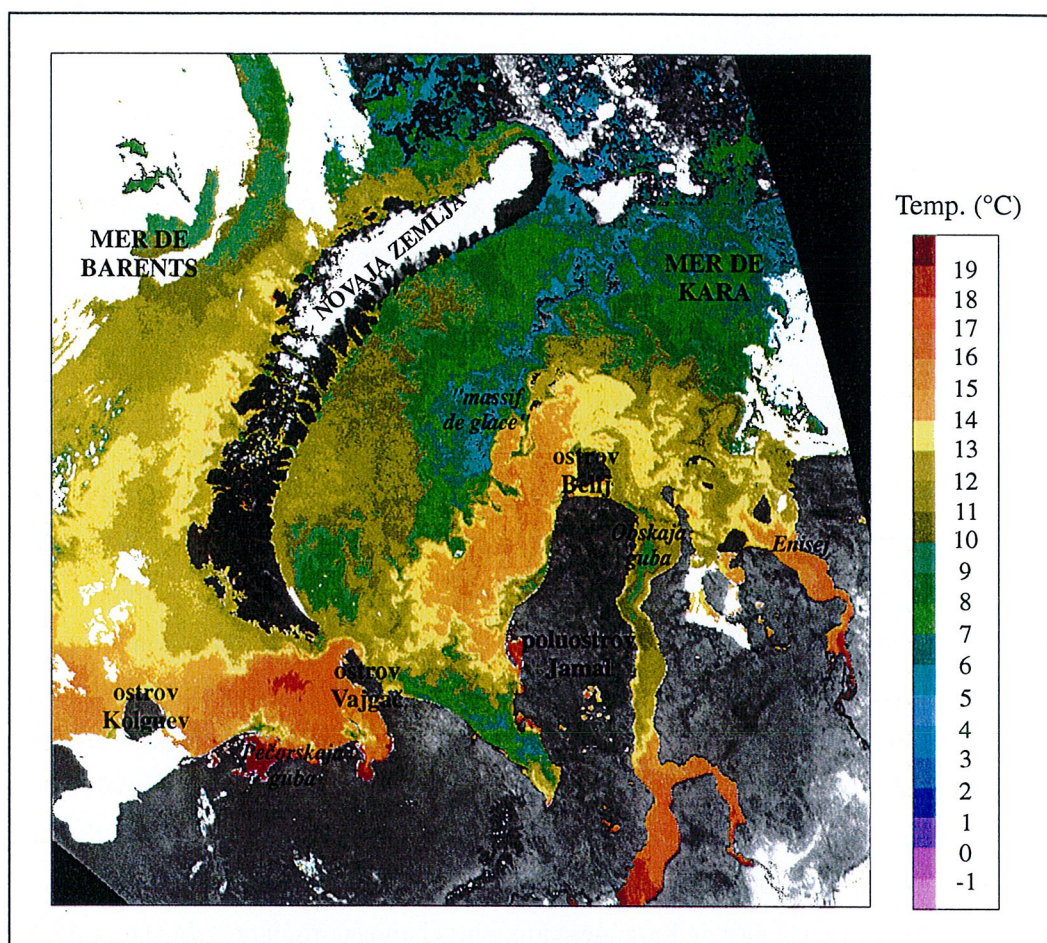 MER DE
BARENTS
NOVAJA ZEMLJA
MER DE
KARA
"massif
de glace"
ostrov
Belij
Obskaja
guba
Enisej
poluostrov
Jamal
ostrov
Vajgač
ostrov
Kolguev
Pečorskaja
guba
Temp. (°C)
19
18
17
16
15
14
13
12
11
10
9
8
7
6
5
4
3
2
1
0
-1